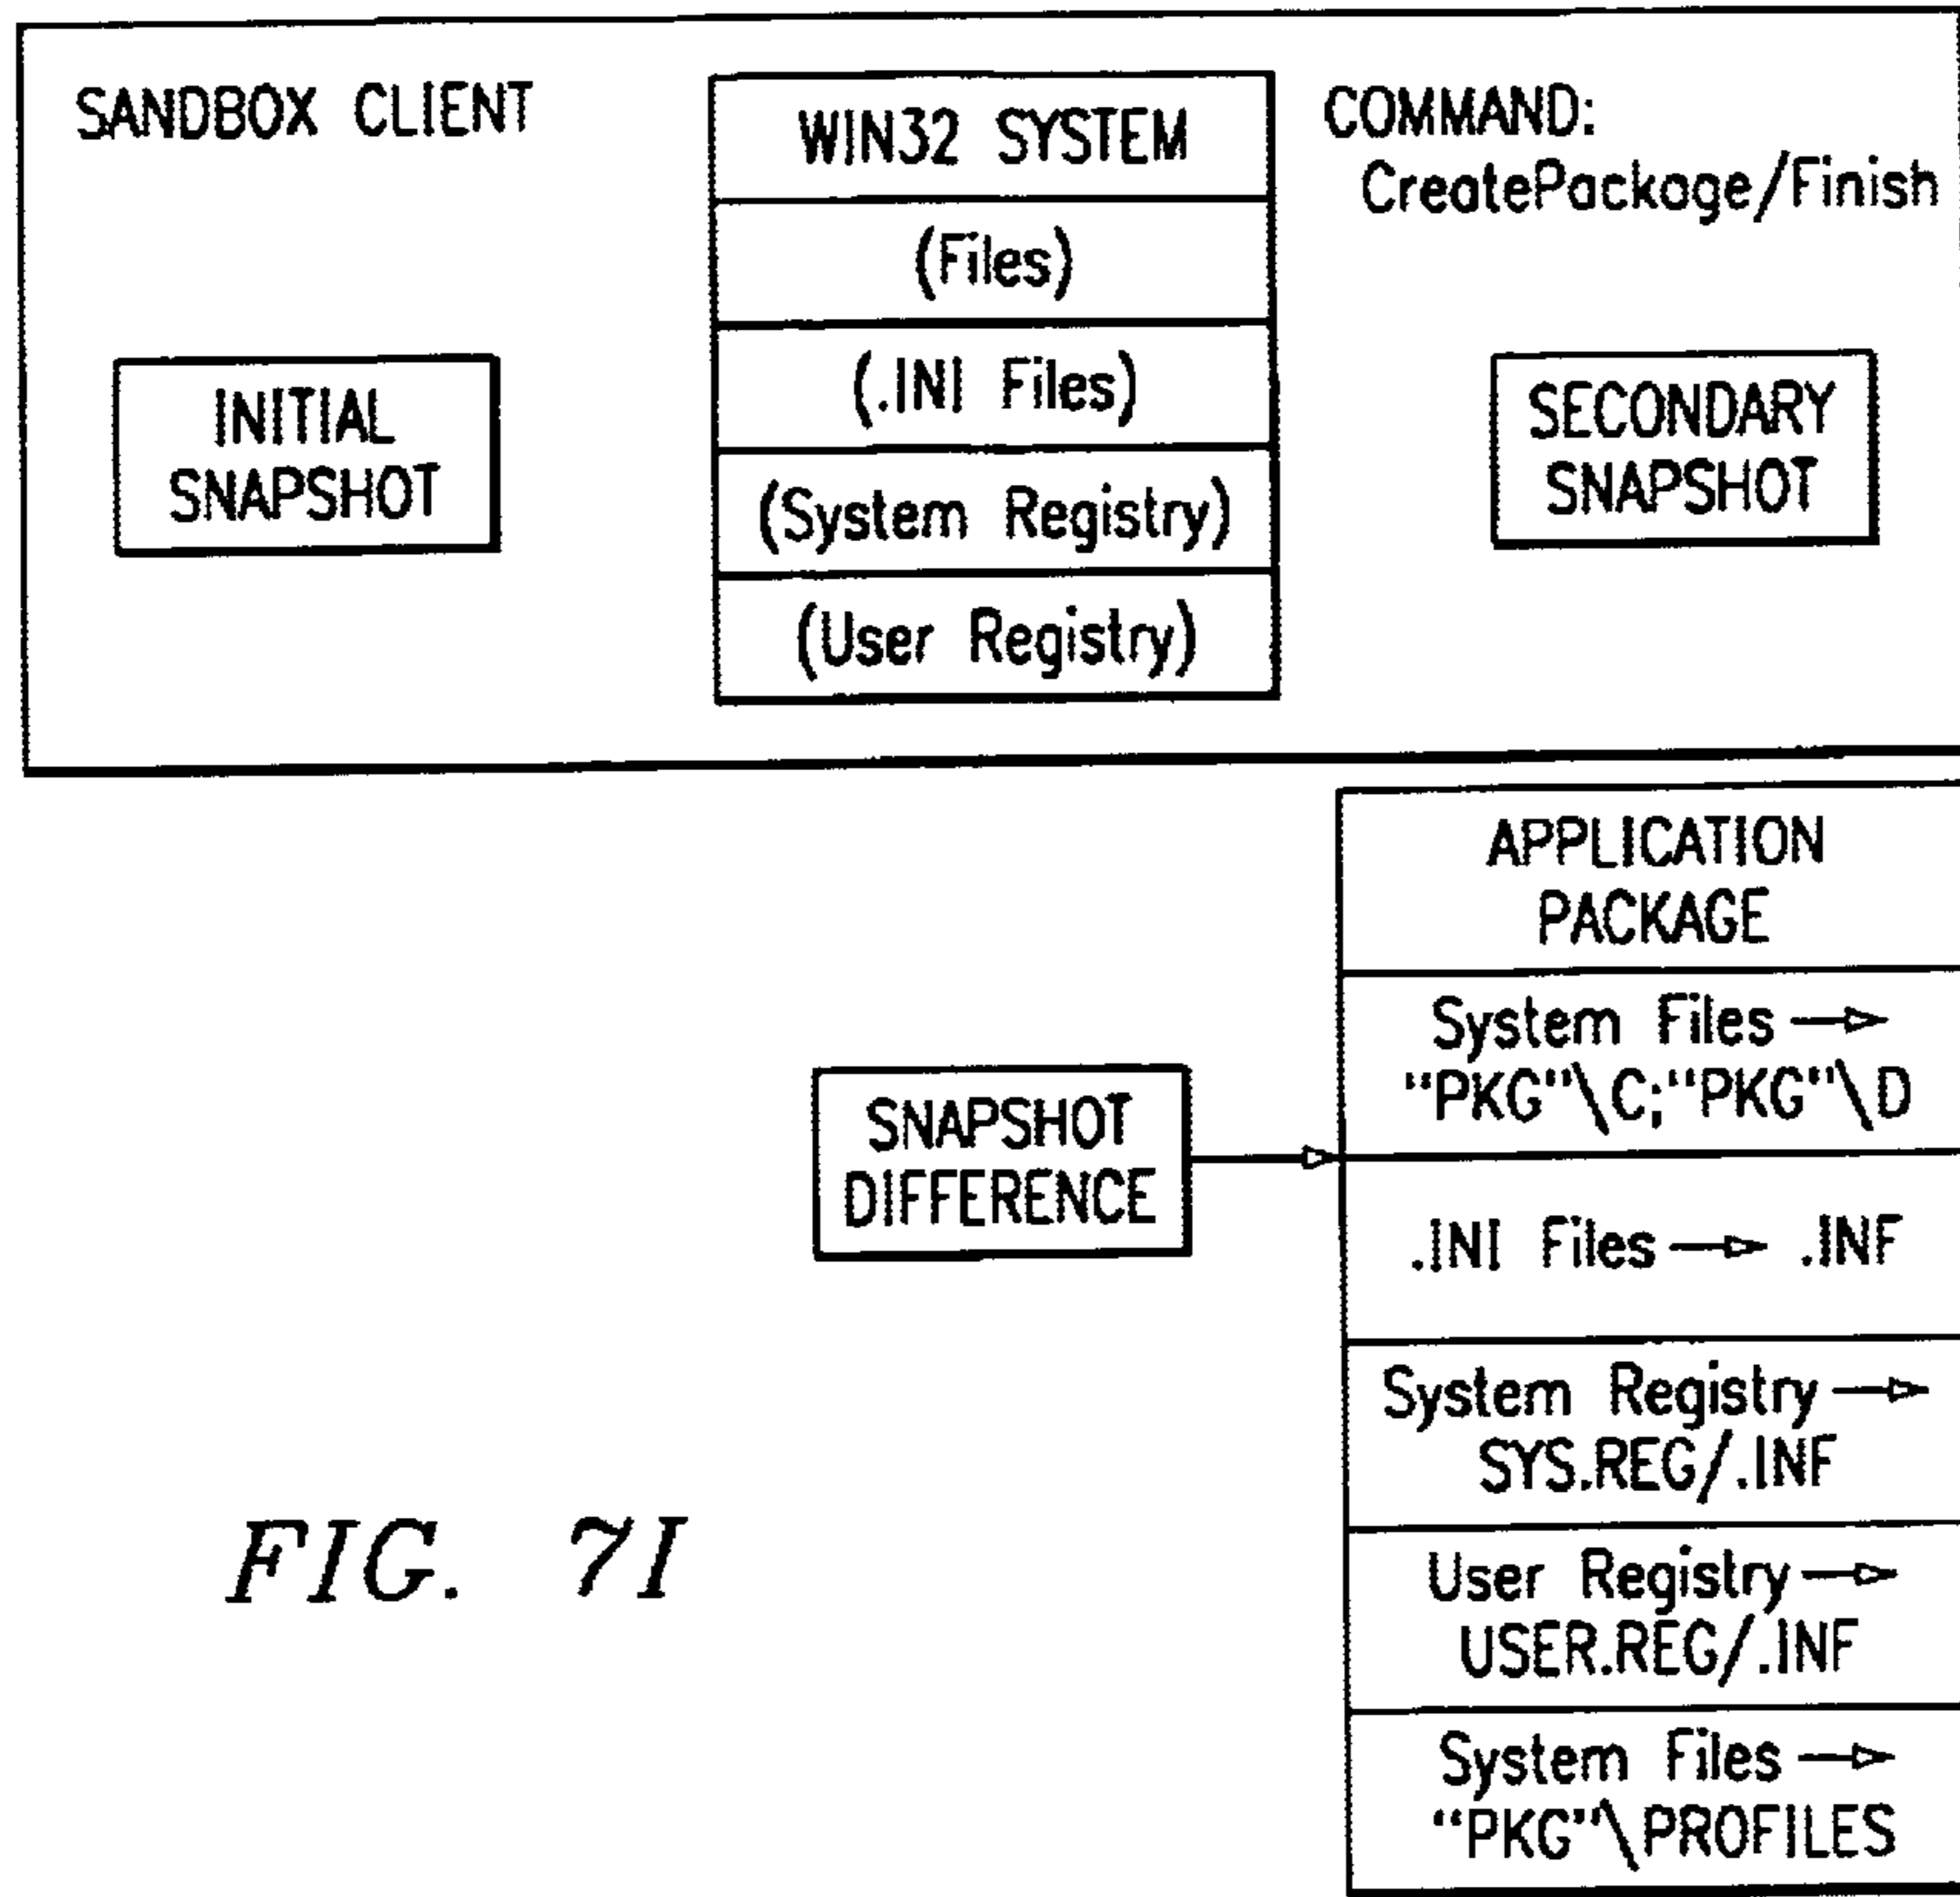 SANDBOX CLIENT
WIN32 SYSTEM
(Files)
(.INI Files)
(System Registry)
(User Registry)
COMMAND:
CreatePackage/Finish
INITIAL
SNAPSHOT
SECONDARY
SNAPSHOT
SNAPSHOT
DIFFERENCE
APPLICATION
PACKAGE
System Files →
"PKG"\C;"PKG"\D
.INI Files → .INF
System Registry →
SYS.REG/.INF
User Registry →
USER.REG/.INF
System Files →
"PKG"\PROFILES
FIG. 7I